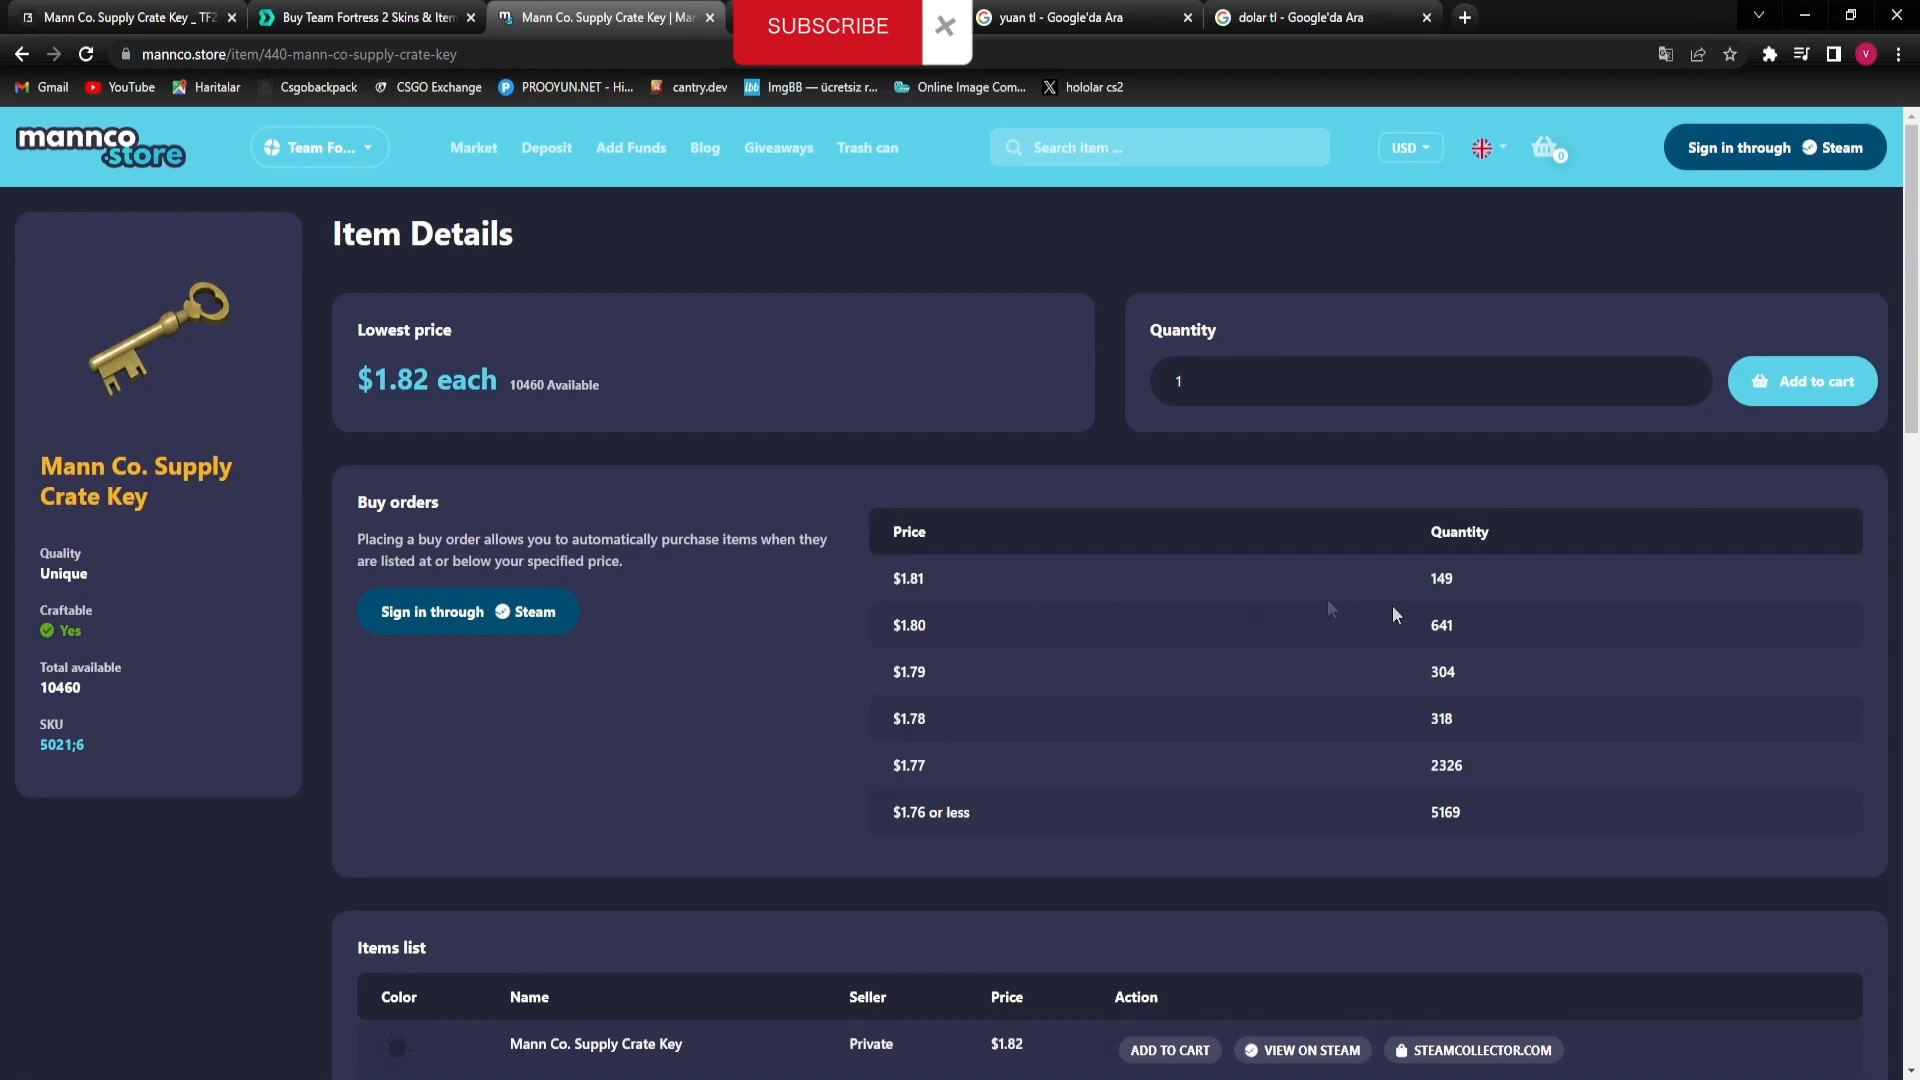 Mann Co. Supply Crate Key _ TF2
Buy Team Fortress 2 Skins & Item
Mann Co. Supply Crate Key | Man
SUBSCRIBE
yuan tl - Google'da Ara
dolar tl - Google'da Ara
mannco.store/item/440-mann-co-supply-crate-key
V
Gmail
YouTube
Haritalar
Csgobackpack
CSGO Exchange
PROOYUN.NET - Hi...
cantry.dev
ImgBB — ücretsiz r...
Online Image Com...
hololar cs2
mannco
.store
Team Fo...
Market
Deposit
Add Funds
Blog
Giveaways
Trash can
Search item ...
USD
0
Sign in through Steam
Item Details
Lowest price
$1.82 each 10460 Available
Quantity
1
Add to cart
Mann Co. Supply
Crate Key
Quality
Unique
Craftable
Yes
Total available
10460
SKU
5021;6
Buy orders
Placing a buy order allows you to automatically purchase items when they
are listed at or below your specified price.
Sign in through Steam
Price Quantity
$1.81 149
$1.80 641
$1.79 304
$1.78 318
$1.77 2326
$1.76 or less 5169
Items list
Color Name Seller Price Action
Mann Co. Supply Crate Key Private $1.82 ADD TO CART VIEW ON STEAM STEAMCOLLECTOR.COM